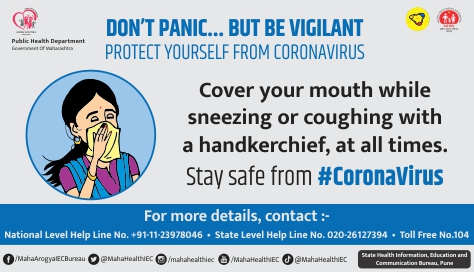 DON'T PANIC... BUT BE VIGILANT
PROTECT YOURSELF FROM CORONAVIRUS
Public Health Department
Government Of Maharashtra
Cover your mouth while
sneezing or coughing with
a handkerchief, at all times.
Stay safe from #CoronaVirus
For more details, contact :-
National Level Help Line No. +91-11-23978046 • State Level Help Line No. 020-26127394 • Toll Free No.104
/MahaArogyaIECBureau @MahaHealthIEC /mahahealthiec /MahaHealthIEC @MahaHealthIEC
State Health Information, Education and
Communication Bureau, Pune